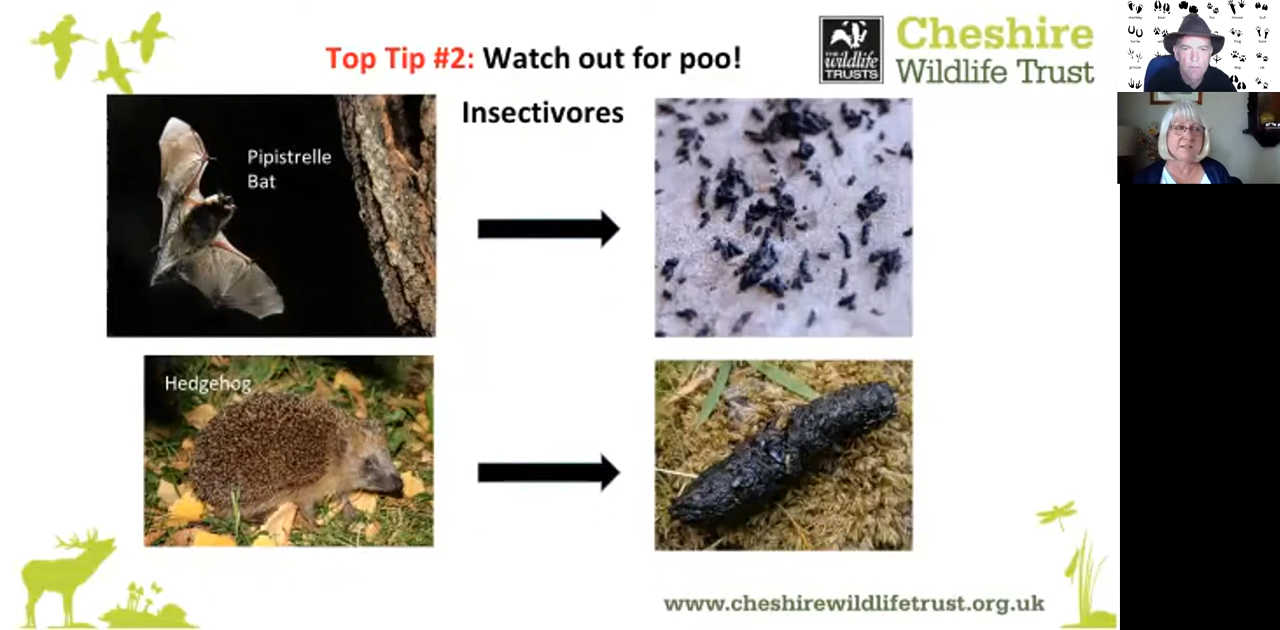 Top Tip #2: Watch out for poo!
THE
wildlife
TRUSTS
Cheshire
Wildlife Trust
Insectivores
Pipistrelle
Bat
Hedgehog
www.cheshirewildlifetrust.org.uk